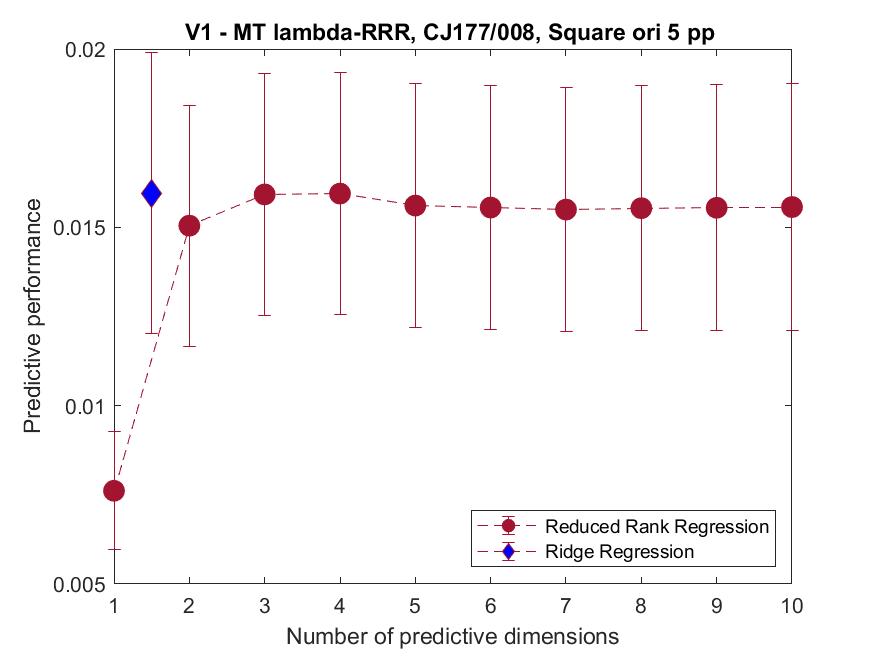 V1 - MT lambda-RRR, CJ177/008, Square ori 5 pp
0.02
0.015
0.01
0.005
Predictive performance
1 2 3 4 5 6 7 8 9 10
Number of predictive dimensions
Reduced Rank Regression
Ridge Regression